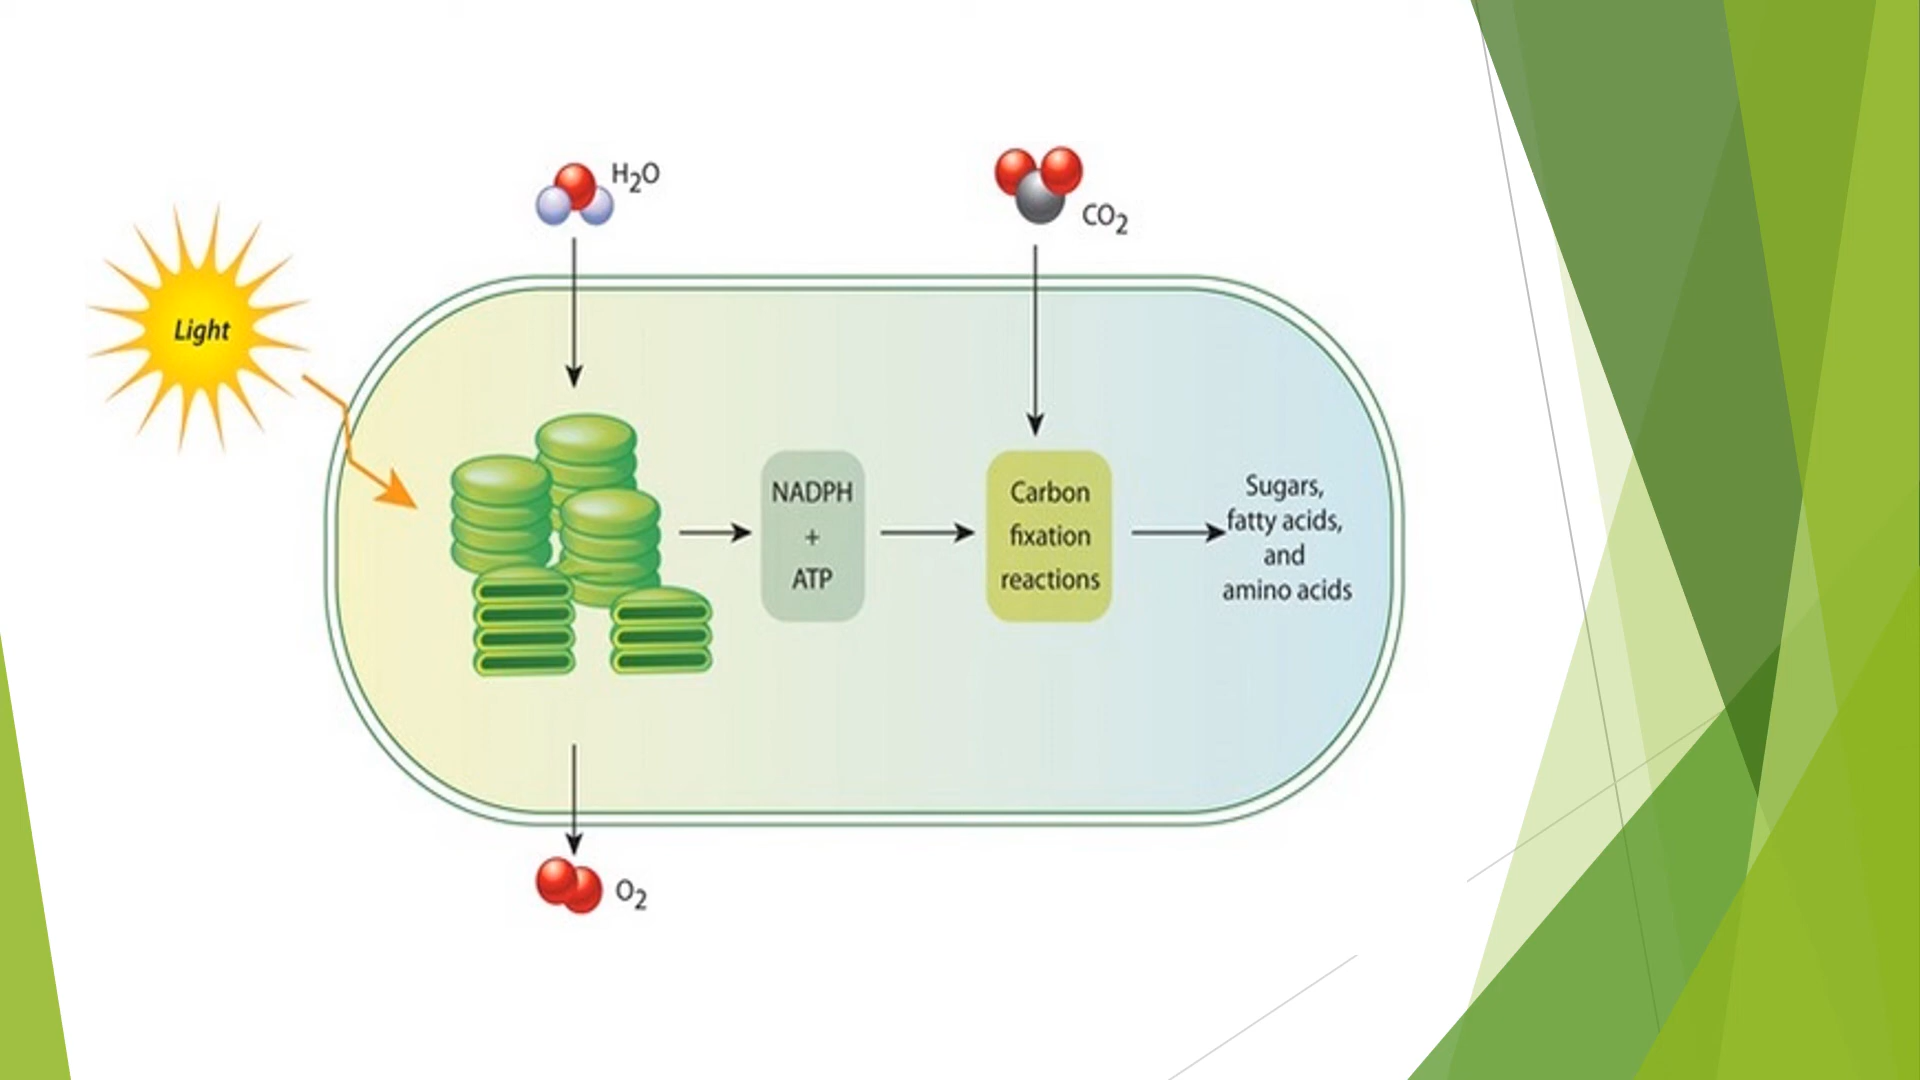 H₂O
CO₂
Light
NADPH
+
ATP
Carbon
fixation
reactions
Sugars,
fatty acids,
and
amino acids
O₂